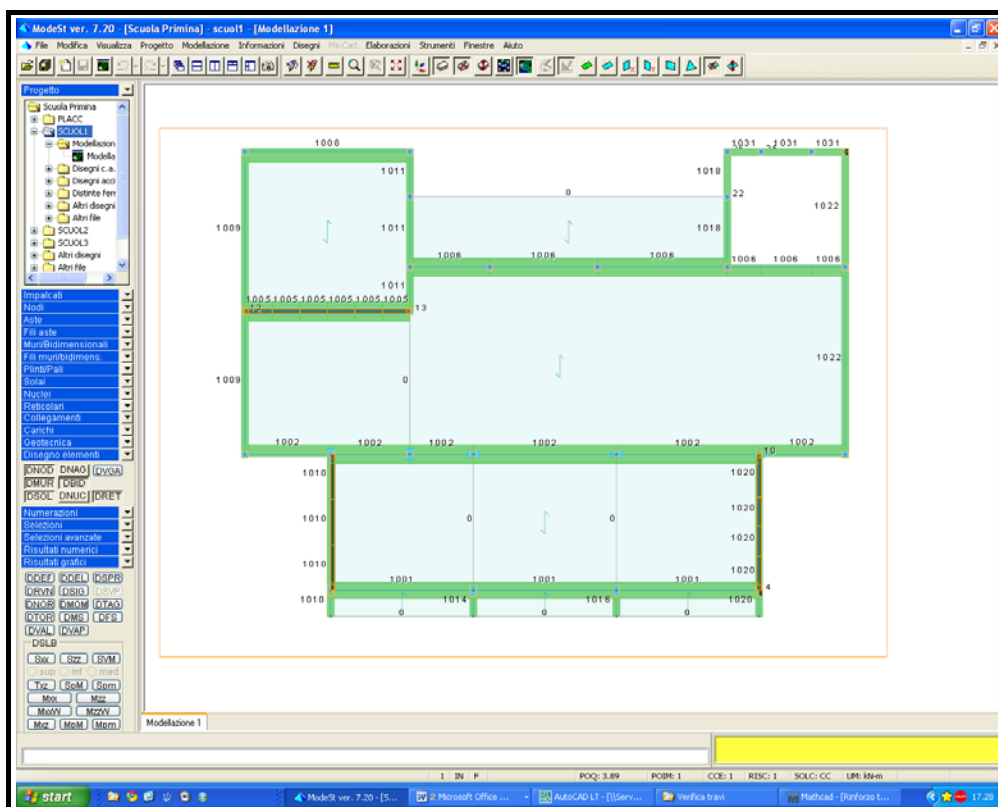 ModeSt ver. 7.20 - [Scuola Primina] - scuol1 - [Modellazione 1]
File Modifica Visualizza Progetto Modellazione Informazioni Disegni Ms-Cad Elaborazioni Strumenti Finestre Aiuto
Progetto
Scuola Primina
PLACC
SCUOL1
Modellazion
Modella
Disegni c.a.
Disegni acci
Distinte ferr
Altri disegni
Altri file
SCUOL2
SCUOL3
Altri disegni
Altri file
Impalcati
Nodi
Aste
Fili aste
Muri/Bidimensionali
Fili muri/bidimens.
Plinti/Pali
Solai
Nuclei
Reticolari
Collegamenti
Carichi
Geotecnica
Disegno elementi
DNOD DNAO DVGA
DMUR DBID
DSOL DNUC DRET
Numerazioni
Selezioni
Selezioni avanzate
Risultati numerici
Risultati grafici
DDEF DDEL DSPR
DRVN DSIG DSVP
DNOR DMOM DTAG
DTOR DMS DFS
DVAL DVAP
DSLB
Sxx Szz SVM
sup inf med
Txz SpM Spm
Mxx Mzz
MxxW MzzW
Mxz MpM Mpm
1008 1031 1031 1031
1011 1018
0 22
1022
1009 1011 1018
1006 1006 1006 1006 1006 1006
1011
1005 1005 1005 1005 1005 1005
12 13
1022
1009 0
1002 1002 1002 1002 1002 1002
10
1010 1020
1010 0 0 1020
1020
1010 1020
1001 1001 1001
4
1010 1014 1016 1020
0 0 0
Modellazione 1
1 IN F POQ: 3.89 POIM: 1 CCE: 1 RISC: 1 SOLC: CC UM: kN-m
start ModeSt ver. 7.20 - [S... 2 Microsoft Office ... AutoCAD LT - [\\Serv... Verifica travi Mathcad - [Rinforzo t... 17.28